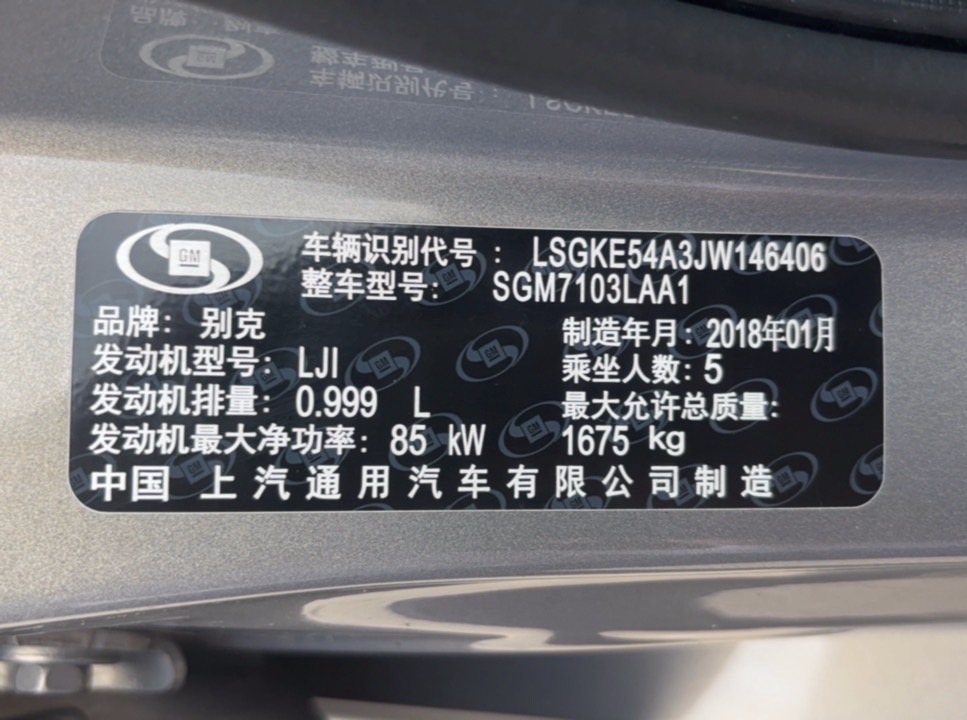 GM
车辆识别代号： LSGKE54A3JW146406
整车型号： SGM7103LAA1
品牌： 别克
制造年月：2018年01月
发动机型号： LJI
乘坐人数：5
发动机排量： 0.999 L
最大允许总质量：
发动机最大净功率： 85 kW
1675 kg
中国 上汽通用汽车有限公司制造